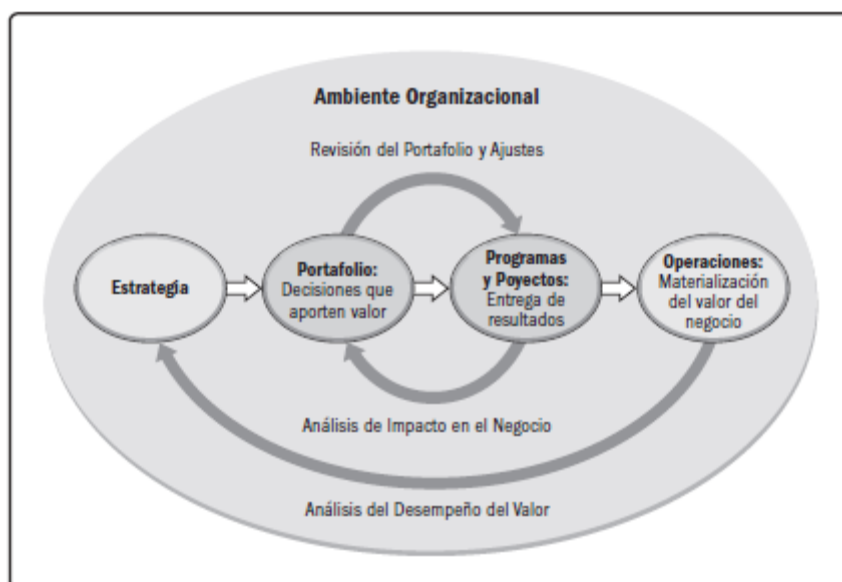 Ambiente Organizacional
Revisión del Portafolio y Ajustes
Estrategia
Portafolio:
Decisiones que
aporten valor
Programas
y Poyectos:
Entrega de
resultados
Operaciones:
Materialización
del valor del
negocio
Análisis de Impacto en el Negocio
Análisis del Desempeño del Valor